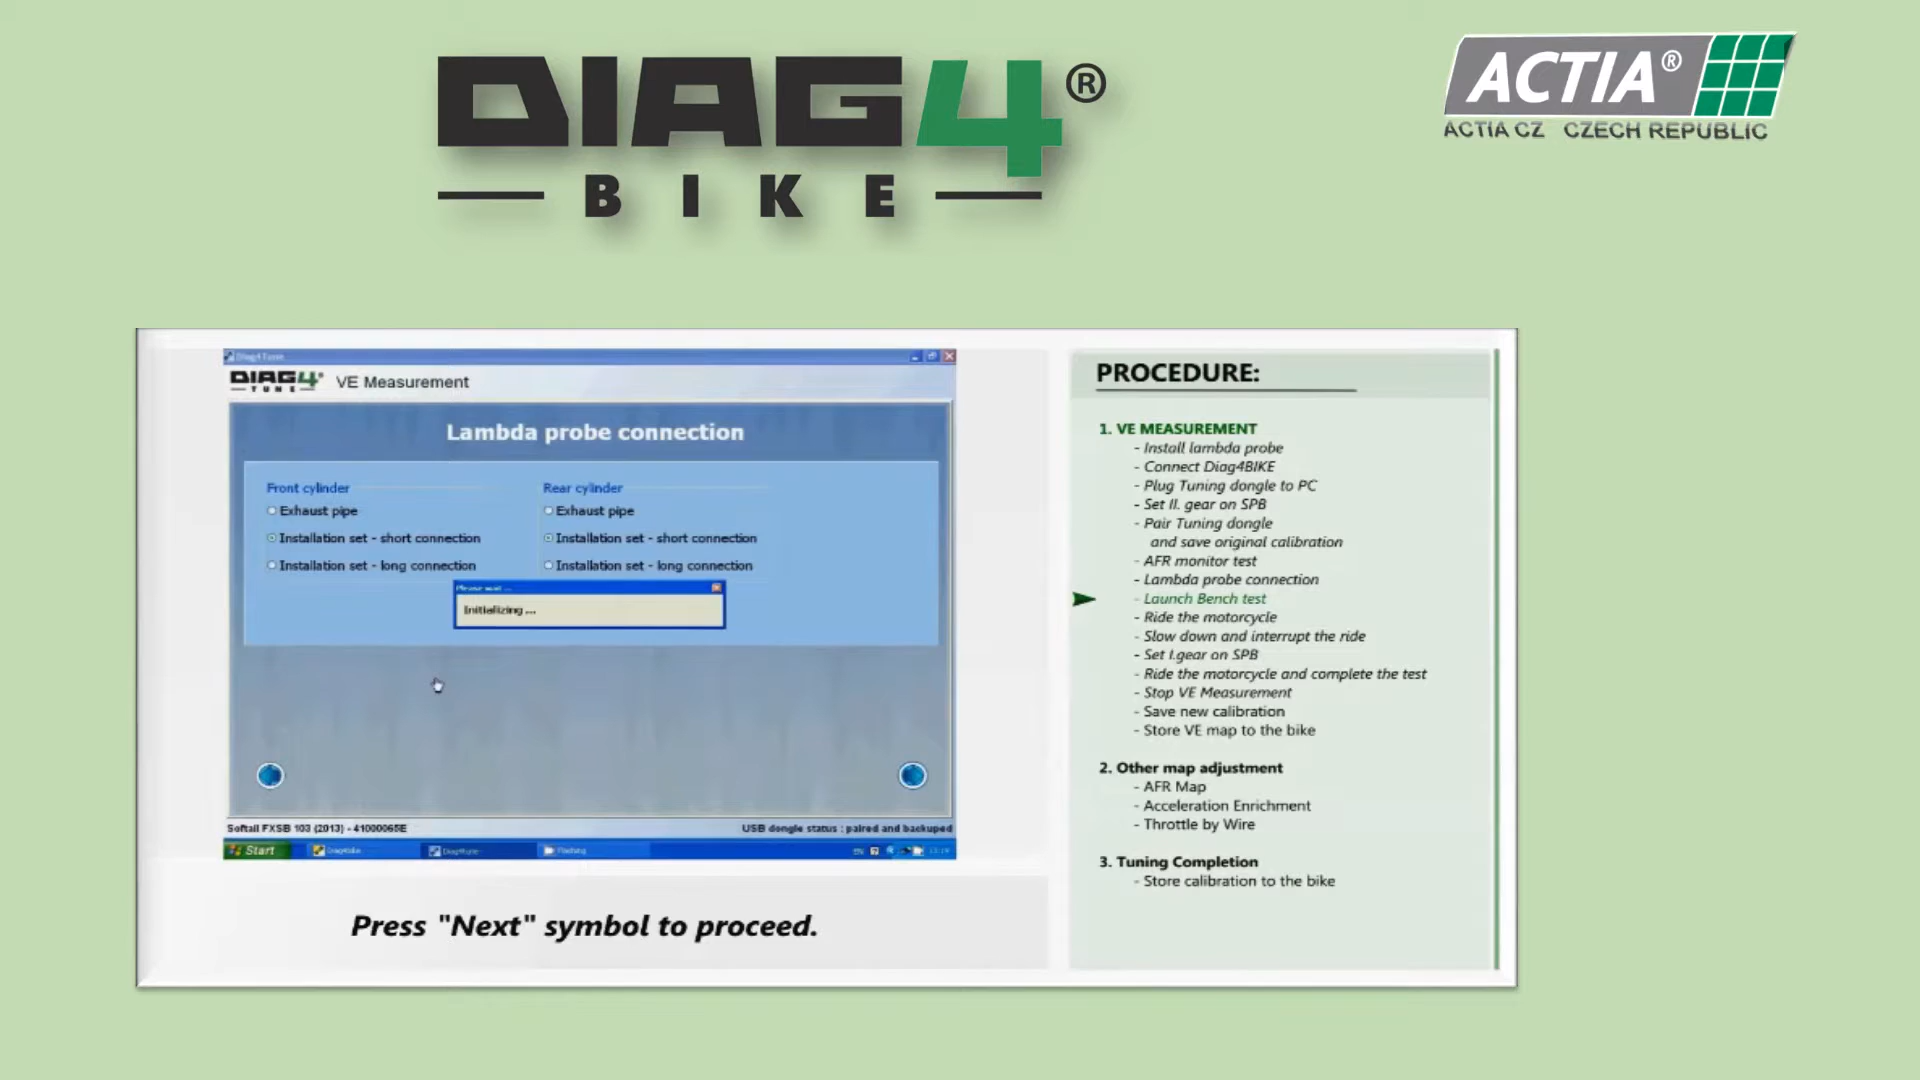 DIAG4®
BIKE
ACTIA®
ACTIA CZ CZECH REPUBLIC
Diag4Tune
DIAG4®
TUNE
VE Measurement
Lambda probe connection
Front cylinder
Exhaust pipe
Installation set - short connection
Installation set - long connection
Rear cylinder
Exhaust pipe
Installation set - short connection
Installation set - long connection
Please wait ...
Initializing ...
Softail FXSB 103 (2013) - 41000065E
USB dongle status : paired and backuped
Start
EN
Press "Next" symbol to proceed.
PROCEDURE:
1. VE MEASUREMENT
- Install lambda probe
- Connect Diag4BIKE
- Plug Tuning dongle to PC
- Set II. gear on SPB
- Pair Tuning dongle
and save original calibration
- AFR monitor test
- Lambda probe connection
- Launch Bench test
- Ride the motorcycle
- Slow down and interrupt the ride
- Set I.gear on SPB
- Ride the motorcycle and complete the test
- Stop VE Measurement
- Save new calibration
- Store VE map to the bike
2. Other map adjustment
- AFR Map
- Acceleration Enrichment
- Throttle by Wire
3. Tuning Completion
- Store calibration to the bike